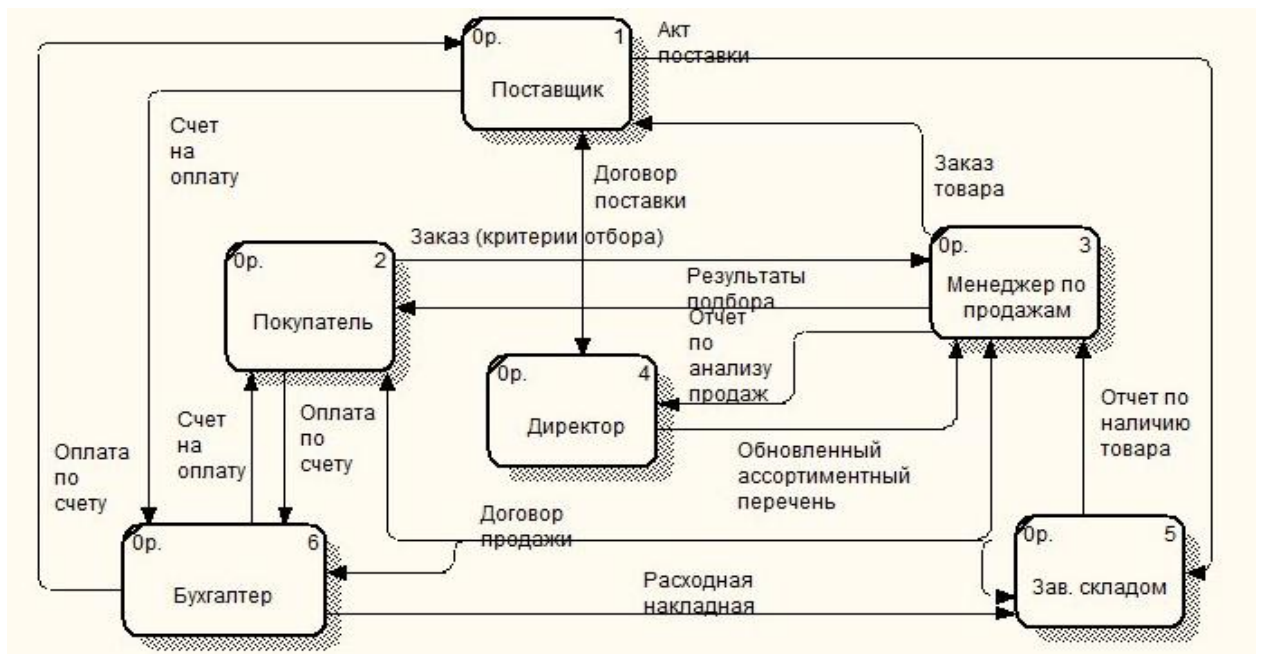 0р. 1
Поставщик
Акт
поставки
Счет
на
оплату
Договор
поставки
Заказ
товара
Заказ (критерии отбора)
0р. 2
Покупатель
0р. 3
Менеджер по
продажам
Результаты
подбора
Отчет
по
анализу
продаж
0р. 4
Директор
Обновленный
ассортиментный
перечень
Отчет по
наличию
товара
Оплата
по
счету
Счет
на
оплату
Оплата
по
счету
Договор
продажи
0р. 6
Бухгалтер
Расходная
накладная
0р. 5
Зав. складом